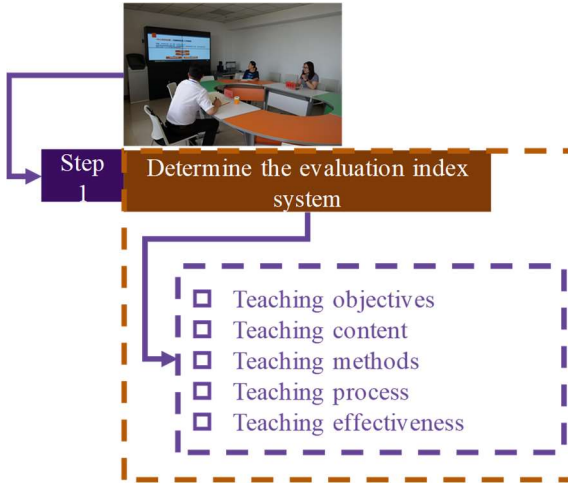 Step
1
Determine the evaluation index
system
Teaching objectives
Teaching content
Teaching methods
Teaching process
Teaching effectiveness